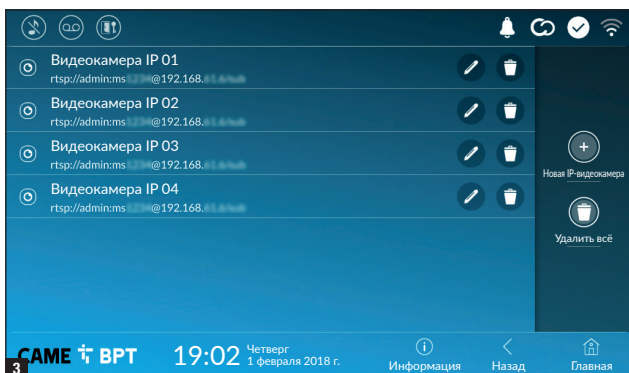 Видеокамера IP 01
rtsp://admin:ms @192.168.
Видеокамера IP 02
rtsp://admin:ms @192.168.
Видеокамера IP 03
rtsp://admin:ms @192.168.
Видеокамера IP 04
rtsp://admin:ms @192.168.
Новая IP-видеокамера
Удалить всё
CAME BPT
19:02
Четверг
1 февраля 2018 г.
Информация
Назад
Главная
3